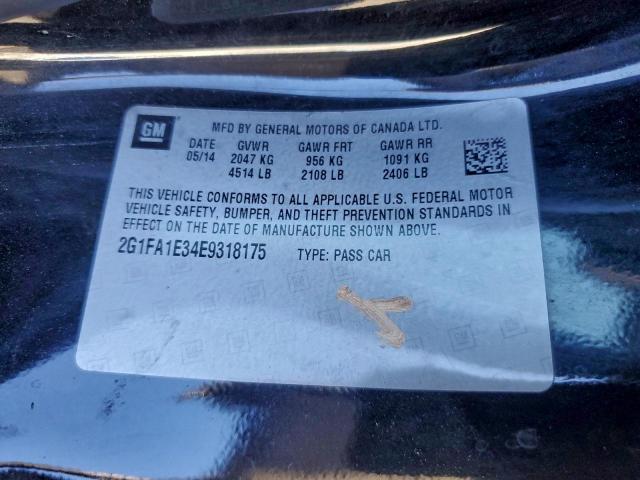 GM
MFD BY GENERAL MOTORS OF CANADA LTD.
DATE GVWR GAWR FRT GAWR RR
05/14 2047 KG 956 KG 1091 KG
4514 LB 2108 LB 2406 LB
THIS VEHICLE CONFORMS TO ALL APPLICABLE U.S. FEDERAL MOTOR
VEHICLE SAFETY, BUMPER, AND THEFT PREVENTION STANDARDS IN
EFFECT ON THE DATE OF MANUFACTURE SHOWN ABOVE.
2G1FA1E34E9318175 TYPE: PASS CAR